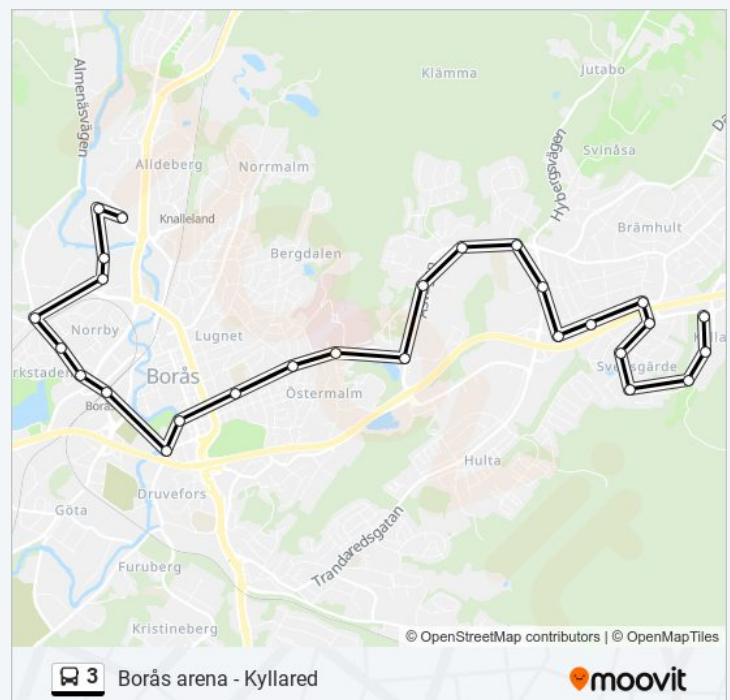 Almenäsvägen
Klämma
Jutabo
Hybergsvägen
Svinåsa
Alldeberg
Norrmalm
Knalleland
Brämhult
Bergdalen
Norrby
Lugnet
Borås
Östermalm
Hulta
Druvefors
Göta
Trandaredsgatan
Furuberg
Kristineberg
© OpenStreetMap contributors | © OpenMapTiles
3 Borås arena - Kyllared
moovit